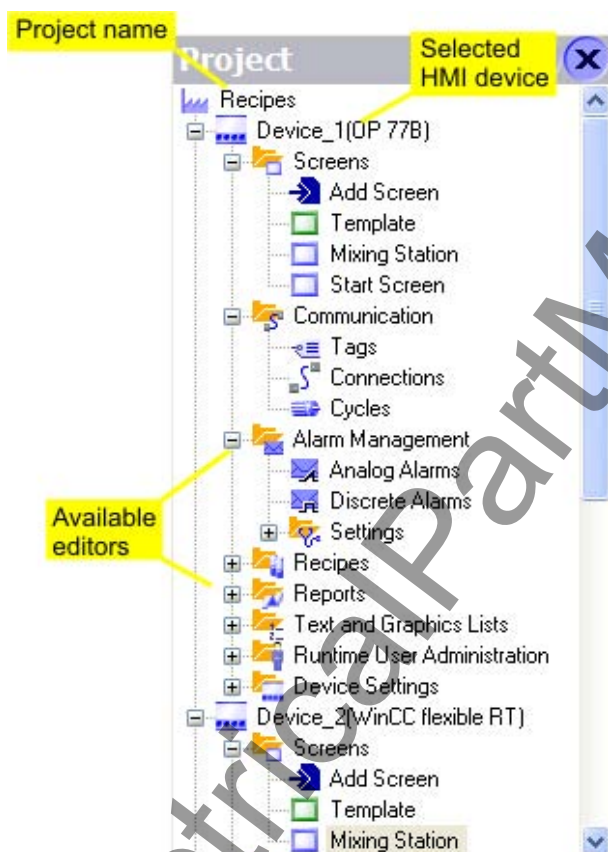 Project name
Project
Selected
HMI device
Recipes
Device_1(OP 77B)
Screens
Add Screen
Template
Mixing Station
Start Screen
Communication
Tags
Connections
Cycles
Alarm Management
Analog Alarms
Discrete Alarms
Settings
Available
editors
Recipes
Reports
Text and Graphics Lists
Runtime User Administration
Device Settings
Device_2(WinCC flexible RT)
Screens
Add Screen
Template
Mixing Station